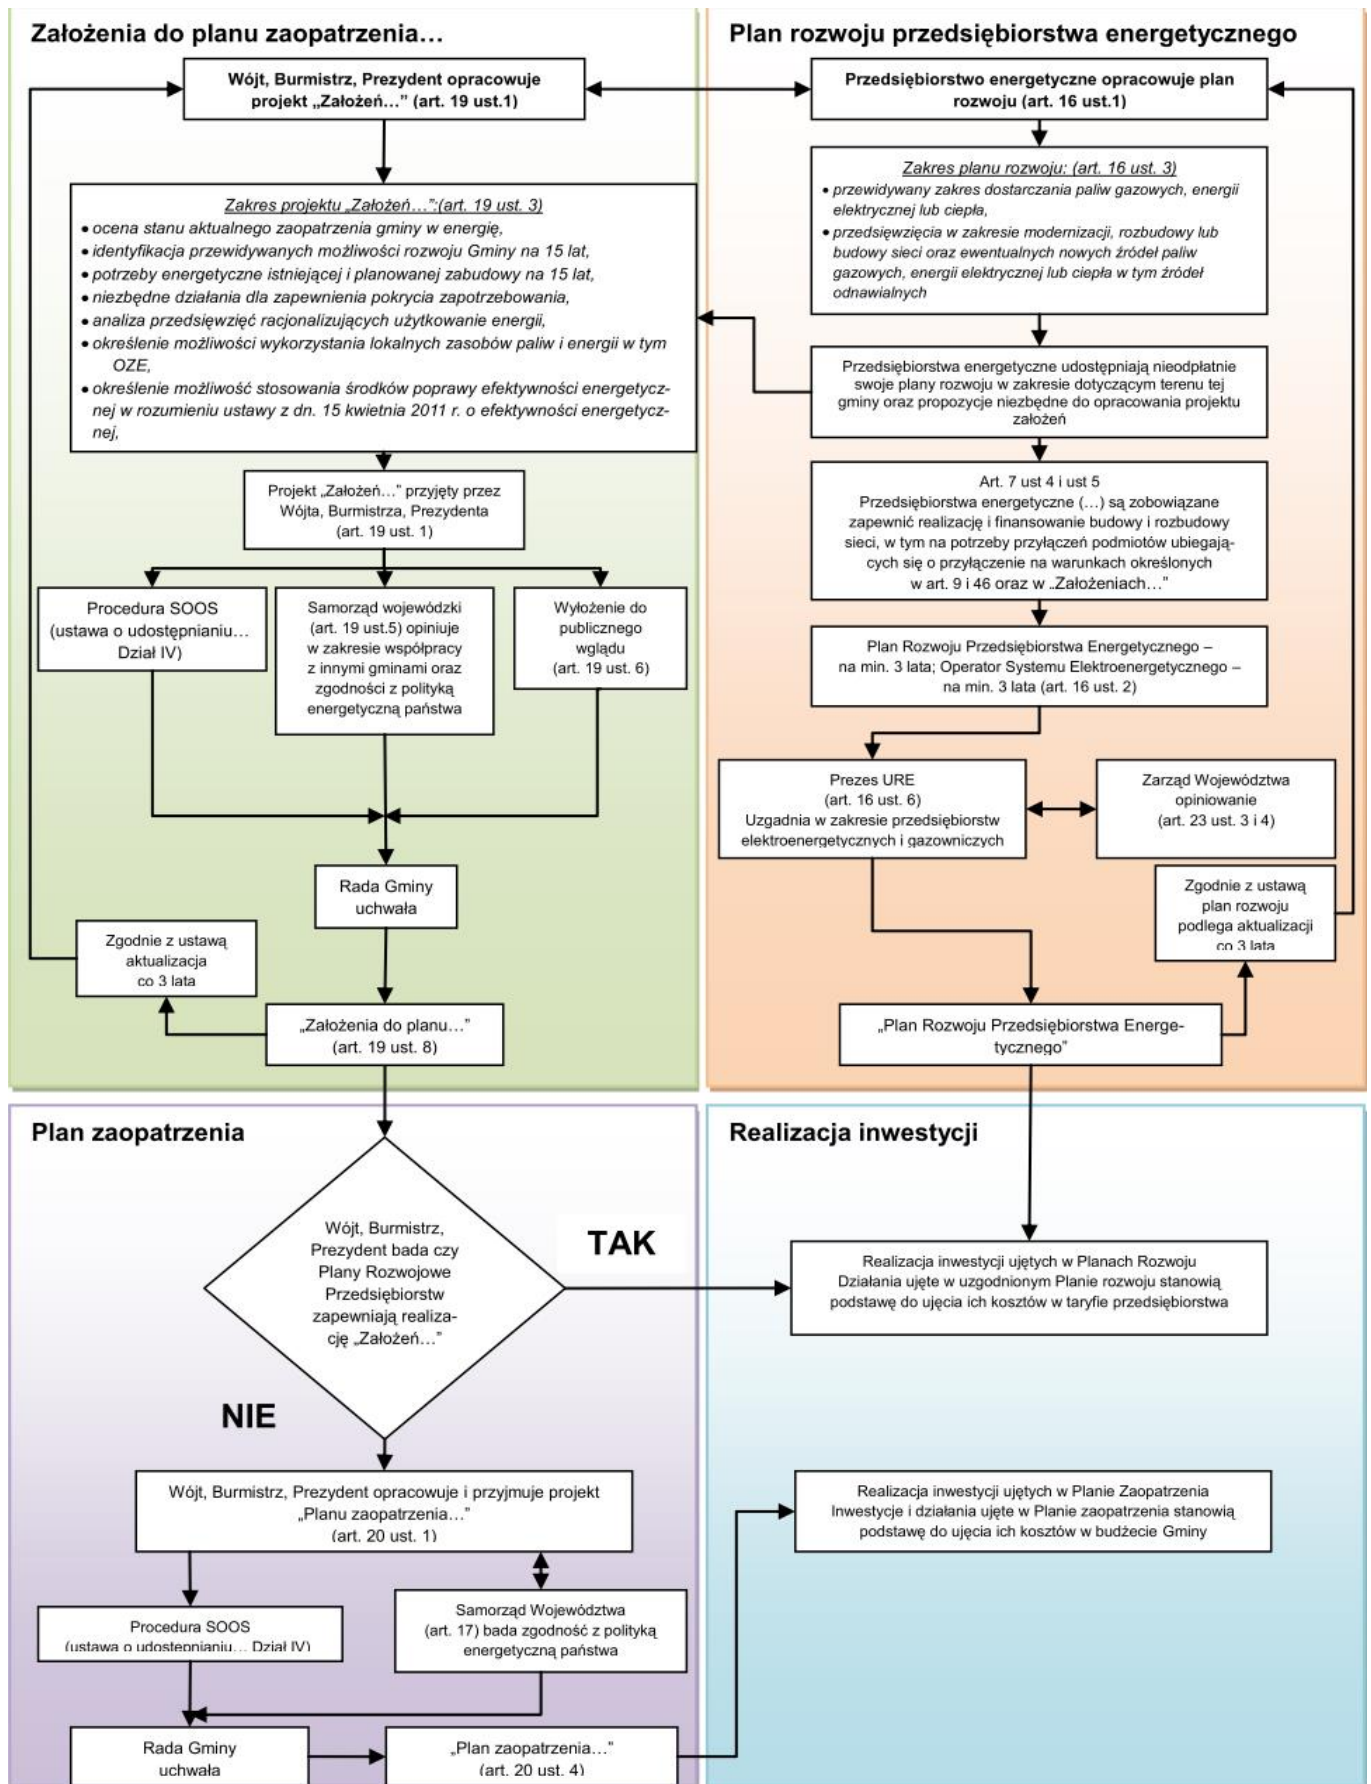 Założenia do planu zaopatrzenia…
Wójt, Burmistrz, Prezydent opracowuje
projekt „Założeń…” (art. 19 ust.1)
Zakres projektu „Założeń…”:(art. 19 ust. 3)
• ocena stanu aktualnego zaopatrzenia gminy w energię,
• identyfikacja przewidywanych możliwości rozwoju Gminy na 15 lat,
• potrzeby energetyczne istniejącej i planowanej zabudowy na 15 lat,
• niezbędne działania dla zapewnienia pokrycia zapotrzebowania,
• analiza przedsięwzięć racjonalizujących użytkowanie energii,
• określenie możliwości wykorzystania lokalnych zasobów paliw i energii w tym
OZE,
• określenie możliwość stosowania środków poprawy efektywności energetycz-
nej w rozumieniu ustawy z dn. 15 kwietnia 2011 r. o efektywności energetycz-
nej,
Projekt „Założeń…” przyjęty przez
Wójta, Burmistrza, Prezydenta
(art. 19 ust. 1)
Procedura SOOS
(ustawa o udostępnianiu…
Dział IV)
Samorząd wojewódzki
(art. 19 ust.5) opiniuje
w zakresie współpracy
z innymi gminami oraz
zgodności z polityką
energetyczną państwa
Wyłożenie do
publicznego
wglądu
(art. 19 ust. 6)
Rada Gminy
uchwała
Zgodnie z ustawą
aktualizacja
co 3 lata
„Założenia do planu…”
(art. 19 ust. 8)
Plan rozwoju przedsiębiorstwa energetycznego
Przedsiębiorstwo energetyczne opracowuje plan
rozwoju (art. 16 ust.1)
Zakres planu rozwoju: (art. 16 ust. 3)
• przewidywany zakres dostarczania paliw gazowych, energii
elektrycznej lub ciepła,
• przedsięwzięcia w zakresie modernizacji, rozbudowy lub
budowy sieci oraz ewentualnych nowych źródeł paliw
gazowych, energii elektrycznej lub ciepła w tym źródeł
odnawialnych
Przedsiębiorstwa energetyczne udostępniają nieodpłatnie
swoje plany rozwoju w zakresie dotyczącym terenu tej
gminy oraz propozycje niezbędne do opracowania projektu
założeń
Art. 7 ust 4 i ust 5
Przedsiębiorstwa energetyczne (…) są zobowiązane
zapewnić realizację i finansowanie budowy i rozbudowy
sieci, w tym na potrzeby przyłączeń podmiotów ubiegają-
cych się o przyłączenie na warunkach określonych
w art. 9 i 46 oraz w „Założeniach…”
Plan Rozwoju Przedsiębiorstwa Energetycznego –
na min. 3 lata; Operator Systemu Elektroenergetycznego –
na min. 3 lata (art. 16 ust. 2)
Prezes URE
(art. 16 ust. 6)
Uzgadnia w zakresie przedsiębiorstw
elektroenergetycznych i gazowniczych
Zarząd Województwa
opiniowanie
(art. 23 ust. 3 i 4)
Zgodnie z ustawą
plan rozwoju
podlega aktualizacji
co 3 lata
„Plan Rozwoju Przedsiębiorstwa Energe-
tycznego”
Plan zaopatrzenia
Wójt, Burmistrz,
Prezydent bada czy
Plany Rozwojowe
Przedsiębiorstw
zapewniają realiza-
cję „Założeń…”
TAK
NIE
Wójt, Burmistrz, Prezydent opracowuje i przyjmuje projekt
„Planu zaopatrzenia…”
(art. 20 ust. 1)
Procedura SOOS
(ustawa o udostępnianiu… Dział IV)
Samorząd Województwa
(art. 17) bada zgodność z polityką
energetyczną państwa
Rada Gminy
uchwała
„Plan zaopatrzenia…”
(art. 20 ust. 4)
Realizacja inwestycji
Realizacja inwestycji ujętych w Planach Rozwoju
Działania ujęte w uzgodnionym Planie rozwoju stanowią
podstawę do ujęcia ich kosztów w taryfie przedsiębiorstwa
Realizacja inwestycji ujętych w Planie Zaopatrzenia
Inwestycje i działania ujęte w Planie zaopatrzenia stanowią
podstawę do ujęcia ich kosztów w budżecie Gminy